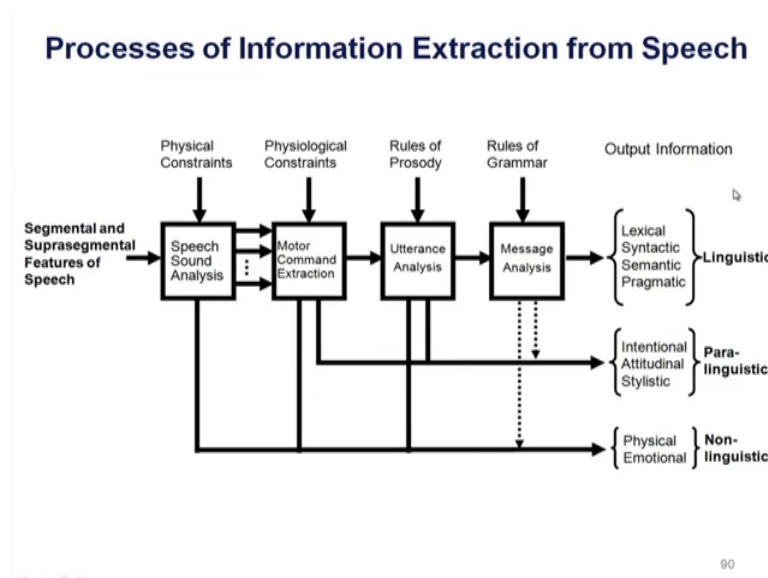 Processes of Information Extraction from Speech
Physical
Constraints
Physiological
Constraints
Rules of
Prosody
Rules of
Grammar
Output Information
Segmental and
Suprasegmental
Features of
Speech
Speech
Sound
Analysis
Motor
Command
Extraction
Utterance
Analysis
Message
Analysis
Lexical
Syntactic
Semantic
Pragmatic
Linguistic
Intentional
Attitudinal
Stylistic
Para-
linguistic
Physical
Emotional
Non-
linguistic
90